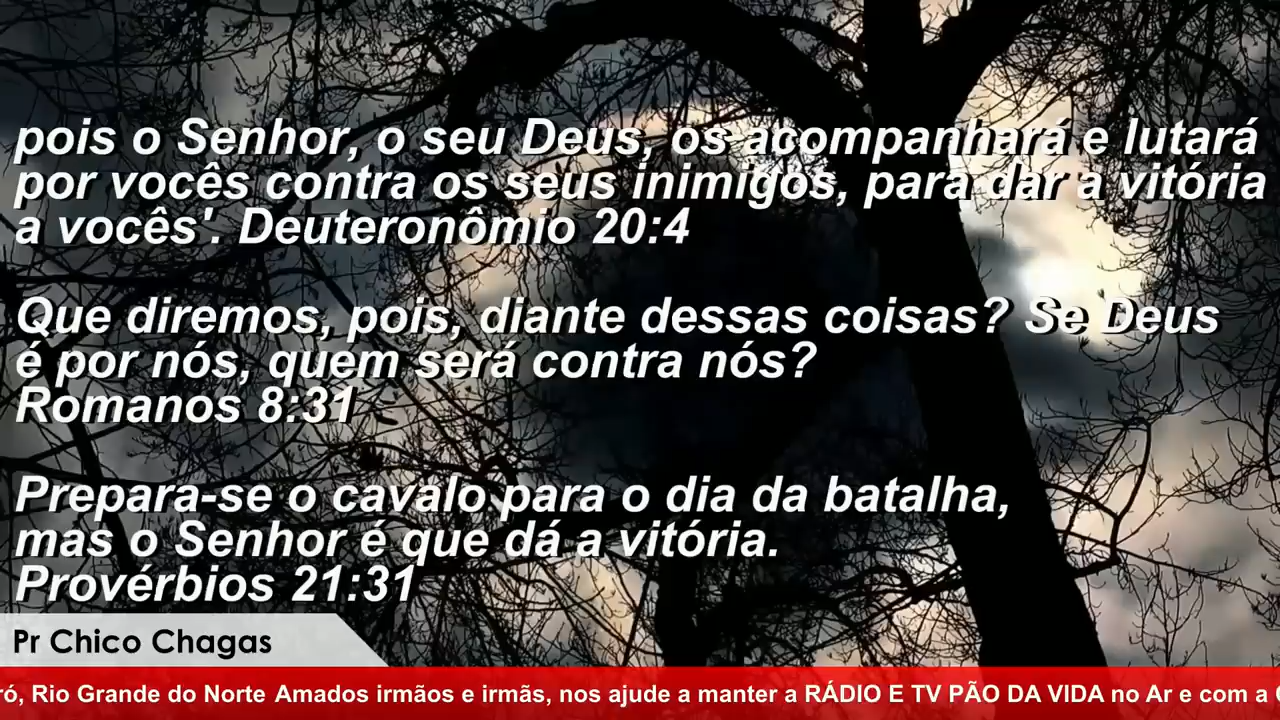 pois o Senhor, o seu Deus, os acompanhará e lutará
por vocês contra os seus inimigos, para dar a vitória
a vocês'. Deuteronômio 20:4
Que diremos, pois, diante dessas coisas? Se Deus
é por nós, quem será contra nós?
Romanos 8:31
Prepara-se o cavalo para o dia da batalha,
mas o Senhor é que dá a vitória.
Provérbios 21:31
Pr Chico Chagas
ró, Rio Grande do Norte Amados irmãos e irmãs, nos ajude a manter a RÁDIO E TV PÃO DA VIDA no Ar e com a